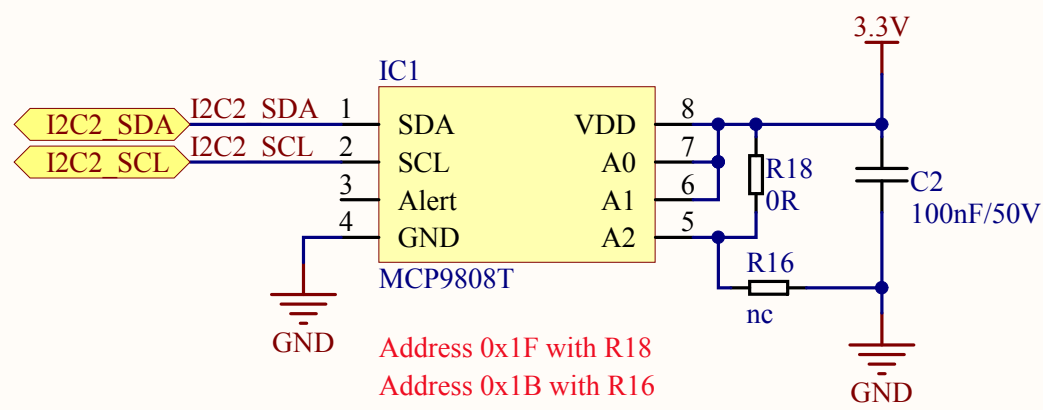 3.3V
IC1
I2C2_SDA I2C2_SDA 1 SDA VDD 8
I2C2_SCL I2C2_SCL 2 SCL A0 7
3 Alert A1 6
4 GND A2 5
R18
0R
C2
100nF/50V
MCP9808T
R16
nc
GND
Address 0x1F with R18
Address 0x1B with R16
GND